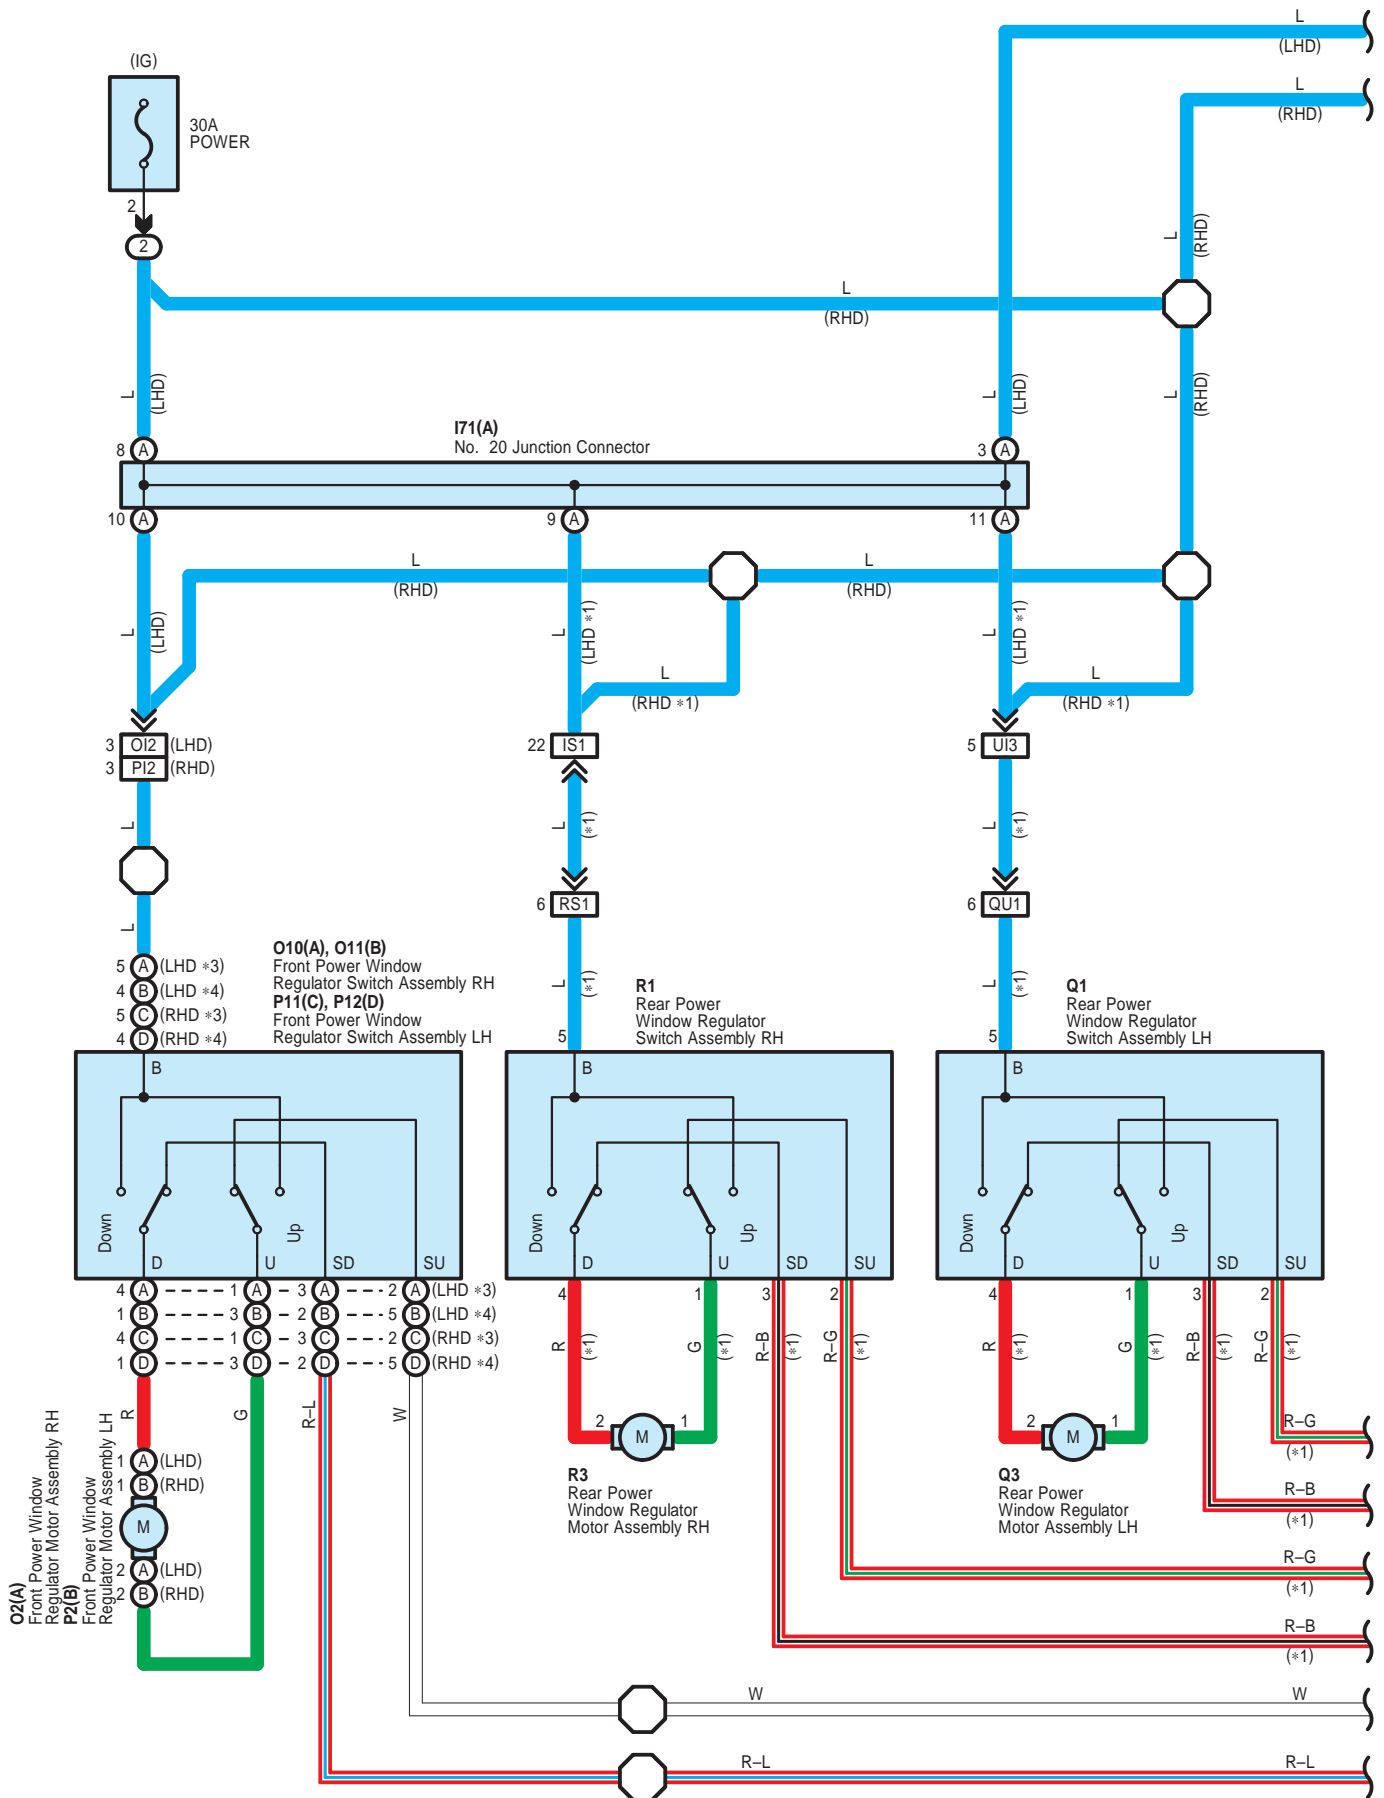 L
(LHD)
(IG)
L
(RHD)
30A
POWER
2
2
L
(RHD)
L
(RHD)
L
(LHD)
L
(LHD)
L
(RHD)
I71(A)
No. 20 Junction Connector
8 A
3 A
10 A
9 A
11 A
L
(RHD)
L
(RHD)
L
(LHD)
L
(LHD *1)
L
(LHD *1)
L
(RHD *1)
L
(RHD *1)
3 OI2 (LHD)
3 PI2 (RHD)
22 IS1
5 UI3
L
L
(*1)
L
(*1)
6 RS1
6 QU1
L
L
(*1)
L
(*1)
5 A (LHD *3)
4 B (LHD *4)
5 C (RHD *3)
4 D (RHD *4)
O10(A), O11(B)
Front Power Window
Regulator Switch Assembly RH
P11(C), P12(D)
Front Power Window
Regulator Switch Assembly LH
R1
Rear Power
Window Regulator
Switch Assembly RH
Q1
Rear Power
Window Regulator
Switch Assembly LH
5
5
B
B
B
Down
Up
Down
Up
Down
Up
D U SD SU
D U SD SU
D U SD SU
4 A 1 A 3 A 2 A (LHD *3)
1 B 3 B 2 B 5 B (LHD *4)
4 C 1 C 3 C 2 C (RHD *3)
1 D 3 D 2 D 5 D (RHD *4)
4 1 3 2
4 1 3 2
R
(*1)
G
(*1)
R–B
(*1)
R–G
(*1)
R
(*1)
G
(*1)
R–B
(*1)
R–G
(*1)
R
G
R–L
W
1 A (LHD)
1 B (RHD)
M
2 A (LHD)
2 B (RHD)
O2(A)
Front Power Window
Regulator Motor Assembly RH
P2(B)
Front Power Window
Regulator Motor Assembly LH
2 M 1
R3
Rear Power
Window Regulator
Motor Assembly RH
2 M 1
Q3
Rear Power
Window Regulator
Motor Assembly LH
R–G
(*1)
R–B
(*1)
R–G
(*1)
R–B
(*1)
W
W
R–L
R–L